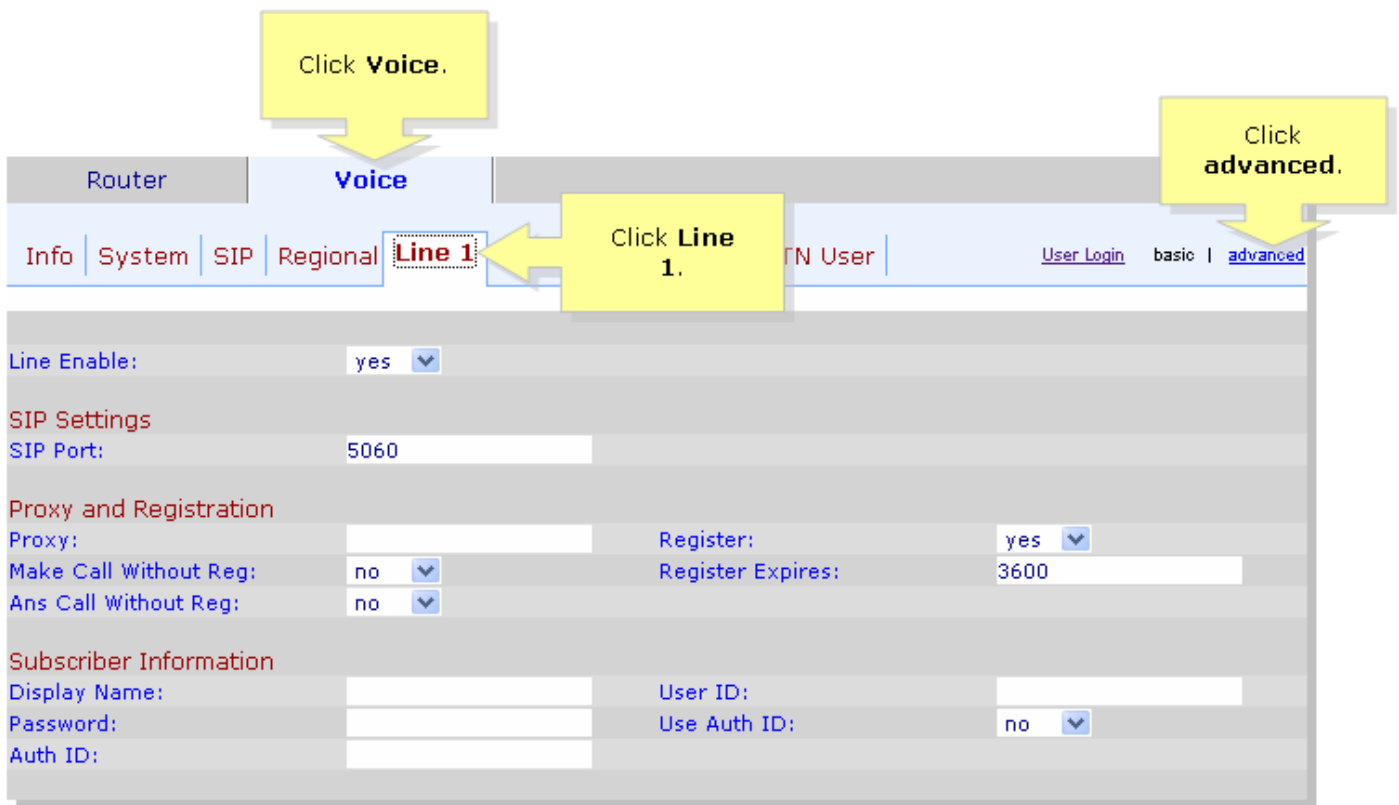 Click Voice.
Click
advanced.
Router Voice
Click Line
1.
Info System SIP Regional Line 1 User User Login basic | advanced
Line Enable: yes
SIP Settings
SIP Port: 5060
Proxy and Registration
Proxy: Register: yes
Make Call Without Reg: no Register Expires: 3600
Ans Call Without Reg: no
Subscriber Information
Display Name: User ID:
Password: Use Auth ID: no
Auth ID: